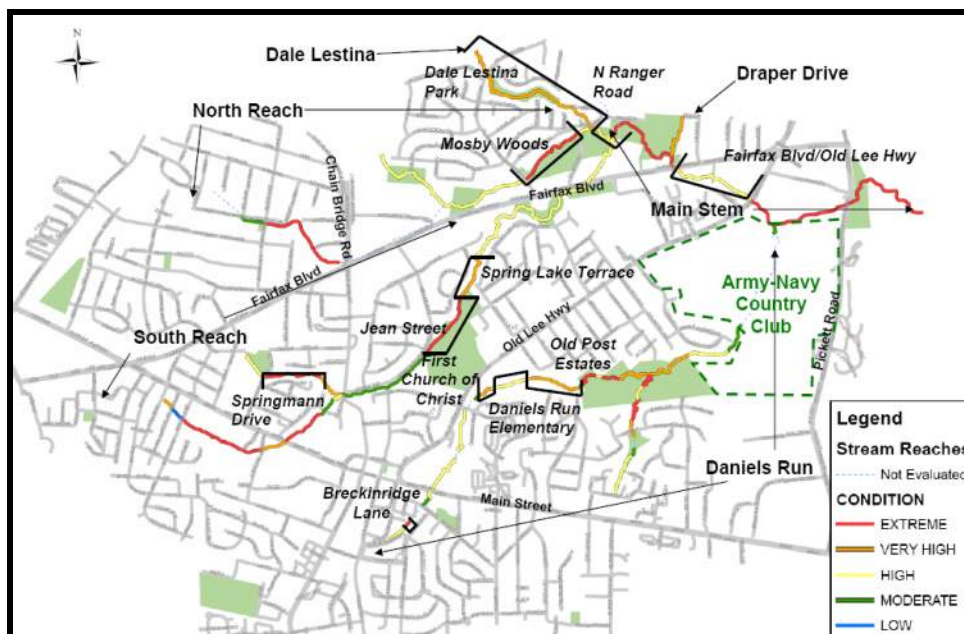 N
Dale Lestina
Dale Lestina
Park
N Ranger
Road
Draper Drive
North Reach
Mosby Woods
Fairfax Blvd/Old Lee Hwy
Fairfax Blvd
Chain Bridge Rd
Main Stem
Fairfax Blvd
Spring Lake Terrace
Army-Navy
Country
Club
Pickett Road
South Reach
Jean Street
Old Lee Hwy
Old Post
Estates
First
Church of
Christ
Springmann
Drive
Daniels Run
Elementary
Daniels Run
Breckinridge
Lane
Main Street
Legend
Stream Reaches
Not Evaluated
CONDITION
EXTREME
VERY HIGH
HIGH
MODERATE
LOW